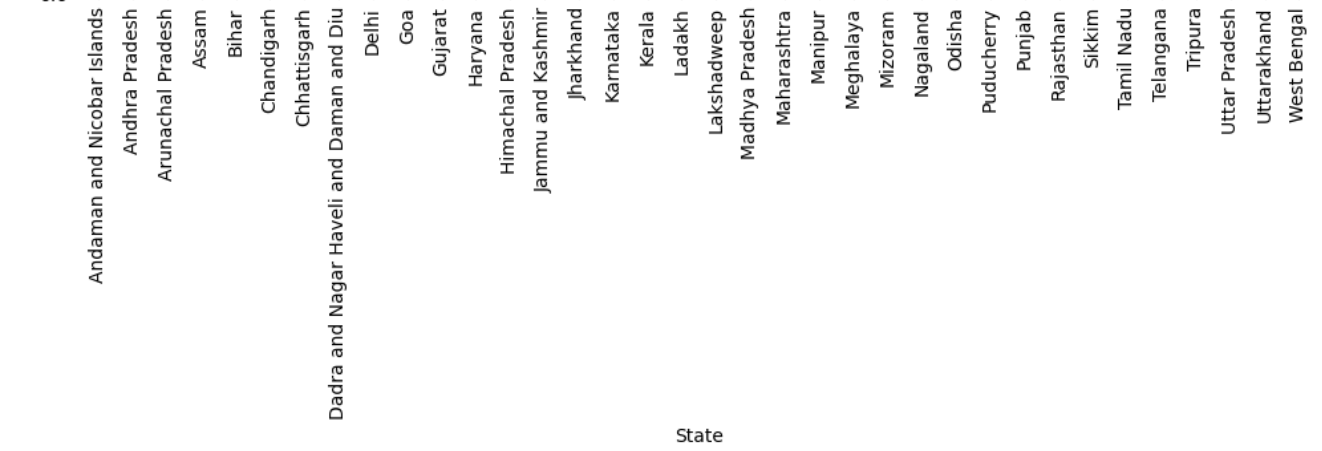 Andaman and Nicobar Islands
Andhra Pradesh
Arunachal Pradesh
Assam
Bihar
Chandigarh
Chhattisgarh
Dadra and Nagar Haveli and Daman and Diu
Delhi
Goa
Gujarat
Haryana
Himachal Pradesh
Jammu and Kashmir
Jharkhand
Karnataka
Kerala
Ladakh
Lakshadweep
Madhya Pradesh
Maharashtra
Manipur
Meghalaya
Mizoram
Nagaland
Odisha
Puducherry
Punjab
Rajasthan
Sikkim
Tamil Nadu
Telangana
Tripura
Uttar Pradesh
Uttarakhand
West Bengal
State